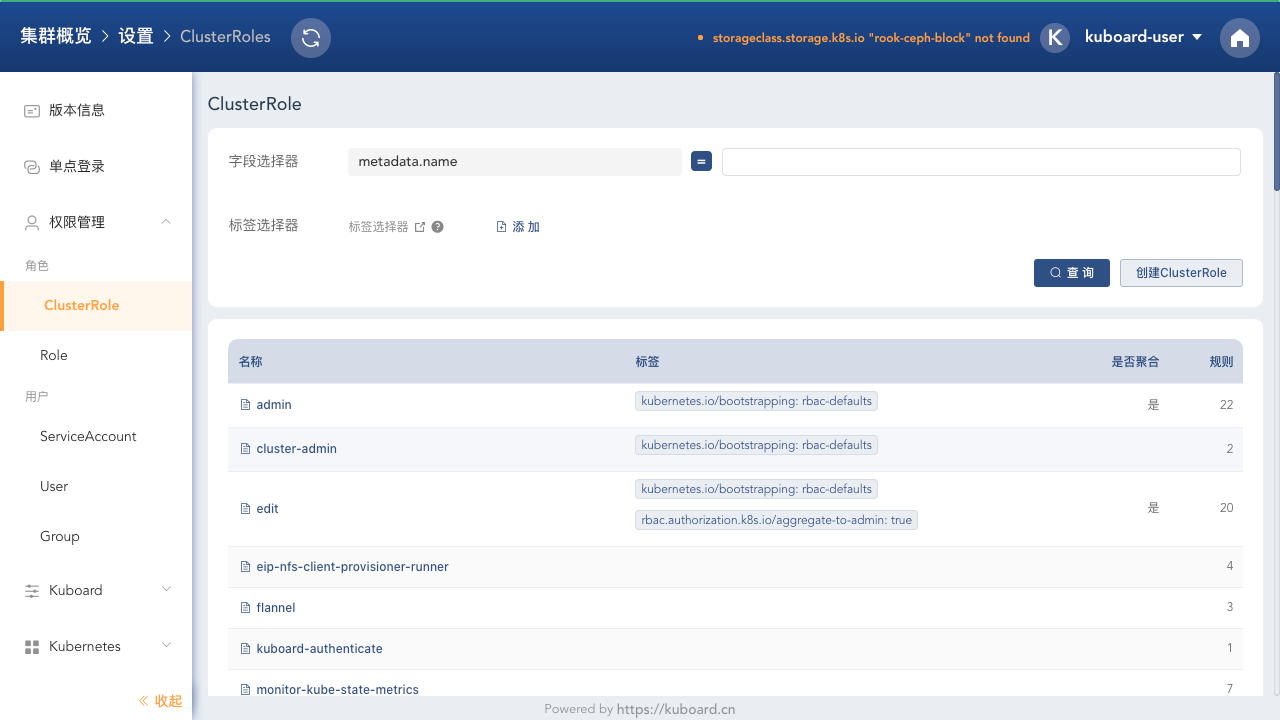 集群概览 > 设置 > ClusterRoles
storageclass.storage.k8s.io "rook-ceph-block" not found
K kuboard-user
版本信息
单点登录
权限管理
角色
ClusterRole
Role
用户
ServiceAccount
User
Group
Kuboard
Kubernetes
收起
ClusterRole
字段选择器 metadata.name =
标签选择器 标签选择器 ? 添 加
查 询 创建ClusterRole
名称 标签 是否聚合 规则
admin kubernetes.io/bootstrapping: rbac-defaults 是 22
cluster-admin kubernetes.io/bootstrapping: rbac-defaults 2
edit kubernetes.io/bootstrapping: rbac-defaults 是 20
rbac.authorization.k8s.io/aggregate-to-admin: true
eip-nfs-client-provisioner-runner 4
flannel 3
kuboard-authenticate 1
monitor-kube-state-metrics 7
Powered by https://kuboard.cn